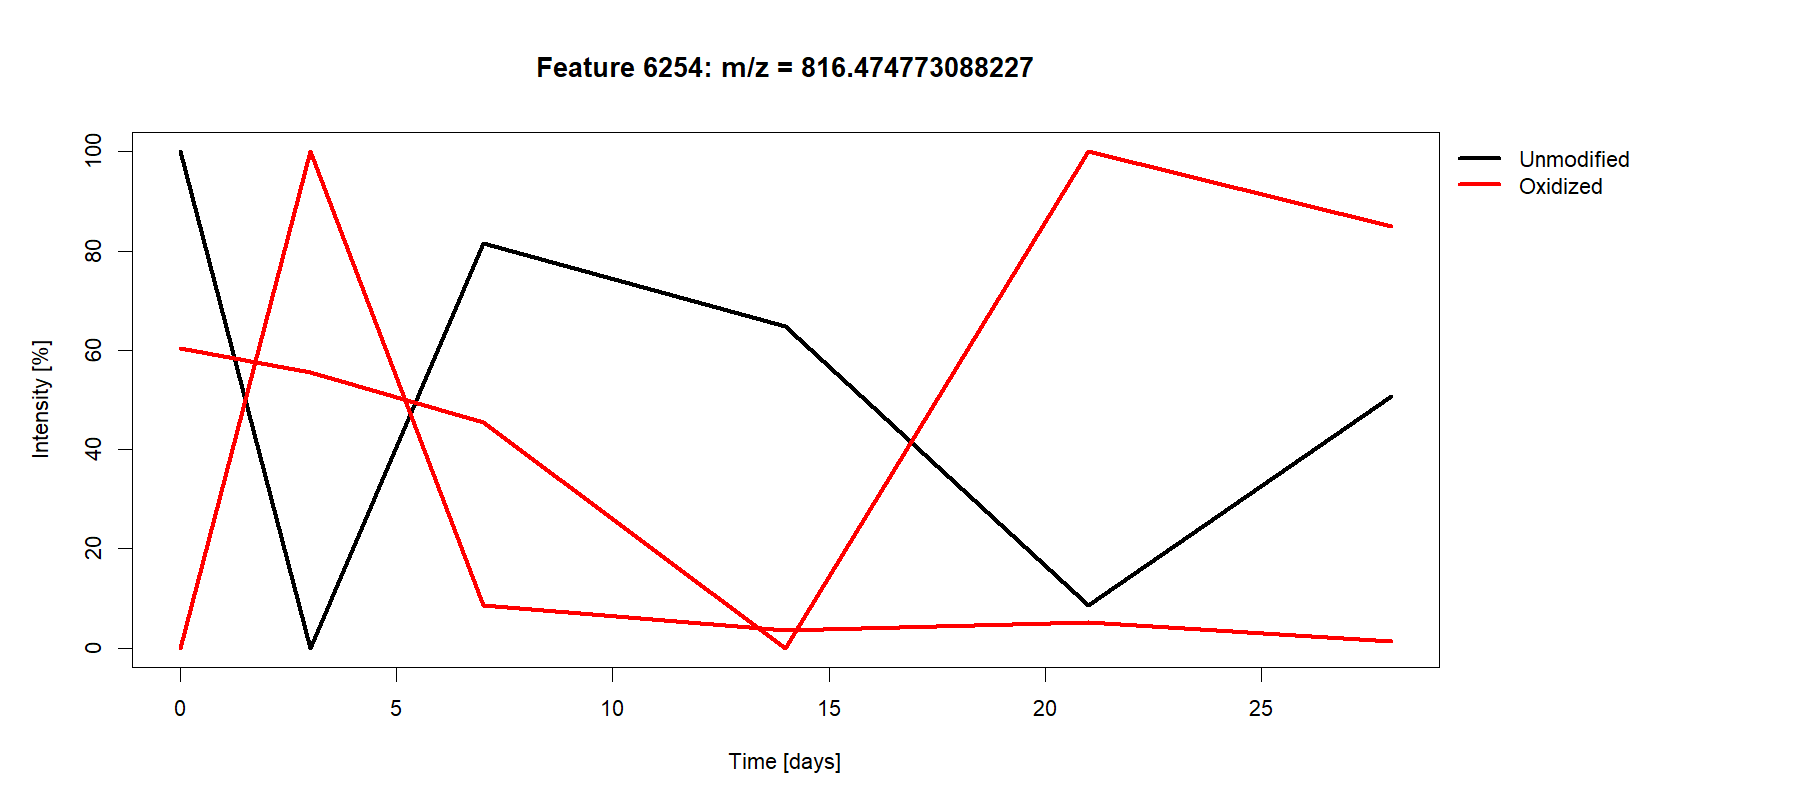 Feature 6254: m/z = 816.474773088227
Unmodified
Oxidized
Intensity [%]
100
80
60
40
20
0
0 5 10 15 20 25
Time [days]